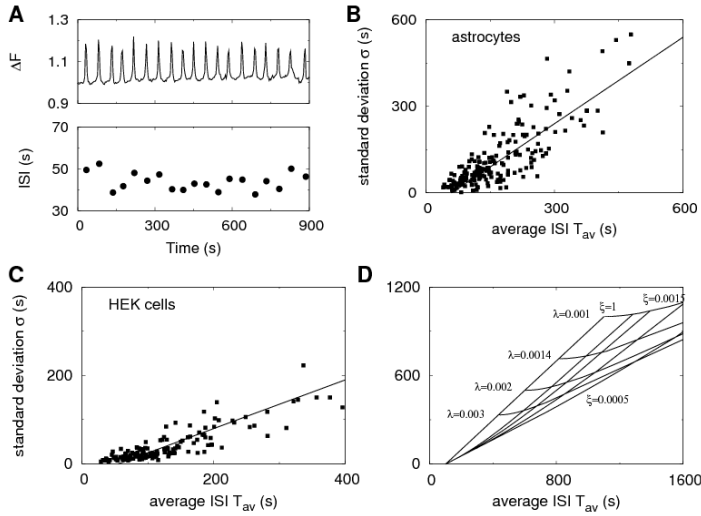 A
ΔF
1.3
1.1
0.9
ISI (s)
70
50
30
0 300 600 900
Time (s)
B
astrocytes
standard deviation σ (s)
600
300
0
0 300 600
average ISI Tav (s)
C
HEK cells
standard deviation σ (s)
400
200
0
0 200 400
average ISI Tav (s)
D
1200
600
0
λ=0.001
ξ=1
ξ=0.0015
λ=0.0014
λ=0.002
λ=0.003
ξ=0.0005
0 800 1600
average ISI Tav (s)